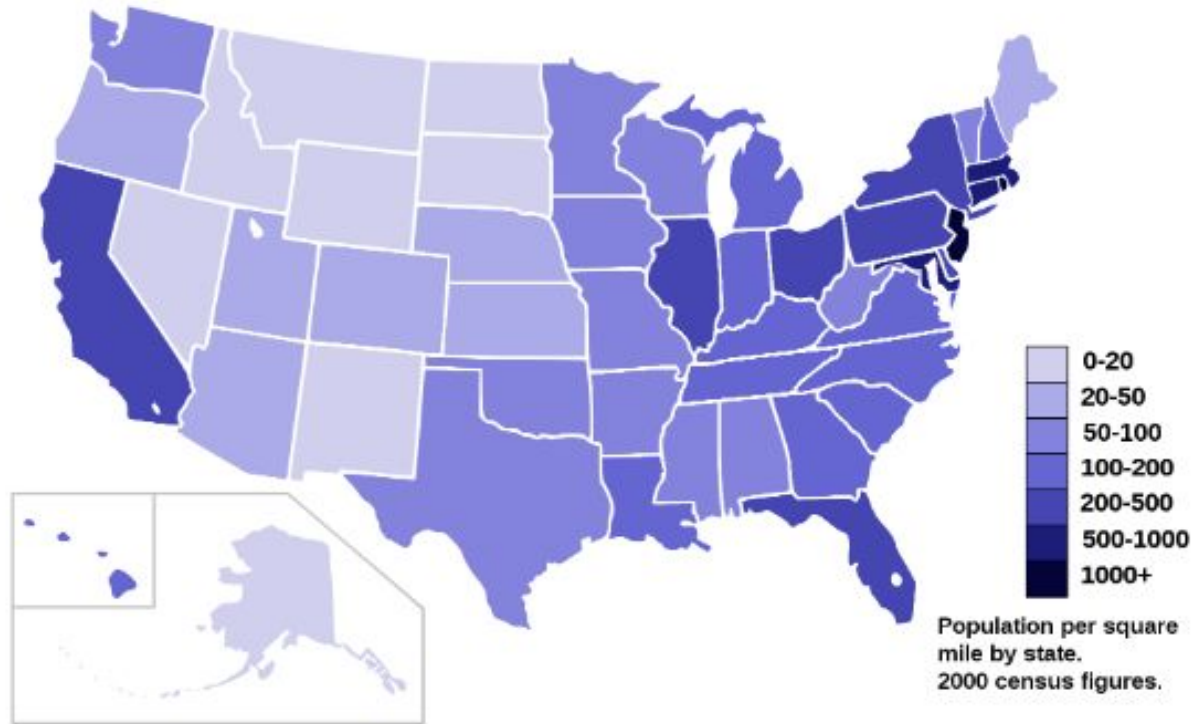 0-20
20-50
50-100
100-200
200-500
500-1000
1000+
Population per square
mile by state.
2000 census figures.